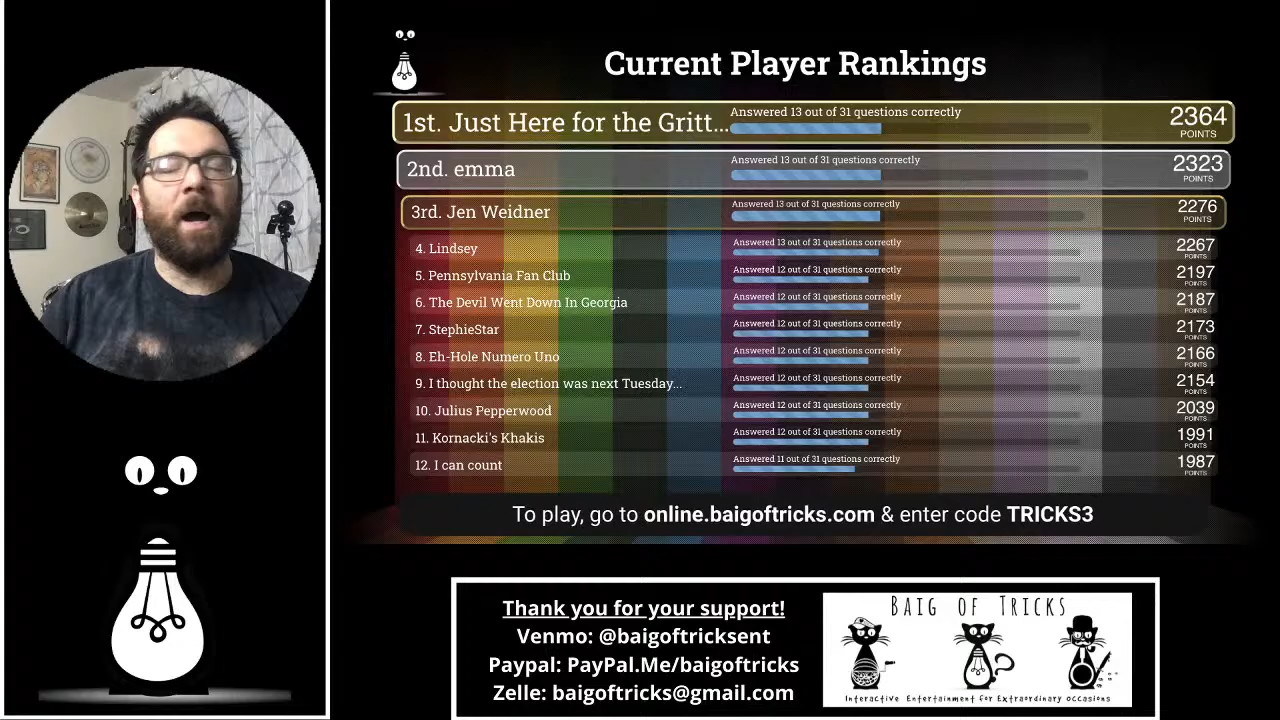 Current Player Rankings
1st. Just Here for the Gritt... Answered 13 out of 31 questions correctly 2364 POINTS
2nd. emma Answered 13 out of 31 questions correctly 2323 POINTS
3rd. Jen Weidner Answered 13 out of 31 questions correctly 2276 POINTS
4. Lindsey Answered 13 out of 31 questions correctly 2267 POINTS
5. Pennsylvania Fan Club Answered 12 out of 31 questions correctly 2197 POINTS
6. The Devil Went Down In Georgia Answered 12 out of 31 questions correctly 2187 POINTS
7. StephieStar Answered 12 out of 31 questions correctly 2173 POINTS
8. Eh-Hole Numero Uno Answered 12 out of 31 questions correctly 2166 POINTS
9. I thought the election was next Tuesday... Answered 12 out of 31 questions correctly 2154 POINTS
10. Julius Pepperwood Answered 12 out of 31 questions correctly 2039 POINTS
11. Kornacki's Khakis Answered 12 out of 31 questions correctly 1991 POINTS
12. I can count Answered 11 out of 31 questions correctly 1987 POINTS
To play, go to online.baigoftricks.com & enter code TRICKS3
Thank you for your support!
Venmo: @baigoftricksent
Paypal: PayPal.Me/baigoftricks
Zelle: baigoftricks@gmail.com
BAIG OF TRICKS
Interactive Entertainment for Extraordinary Occasions